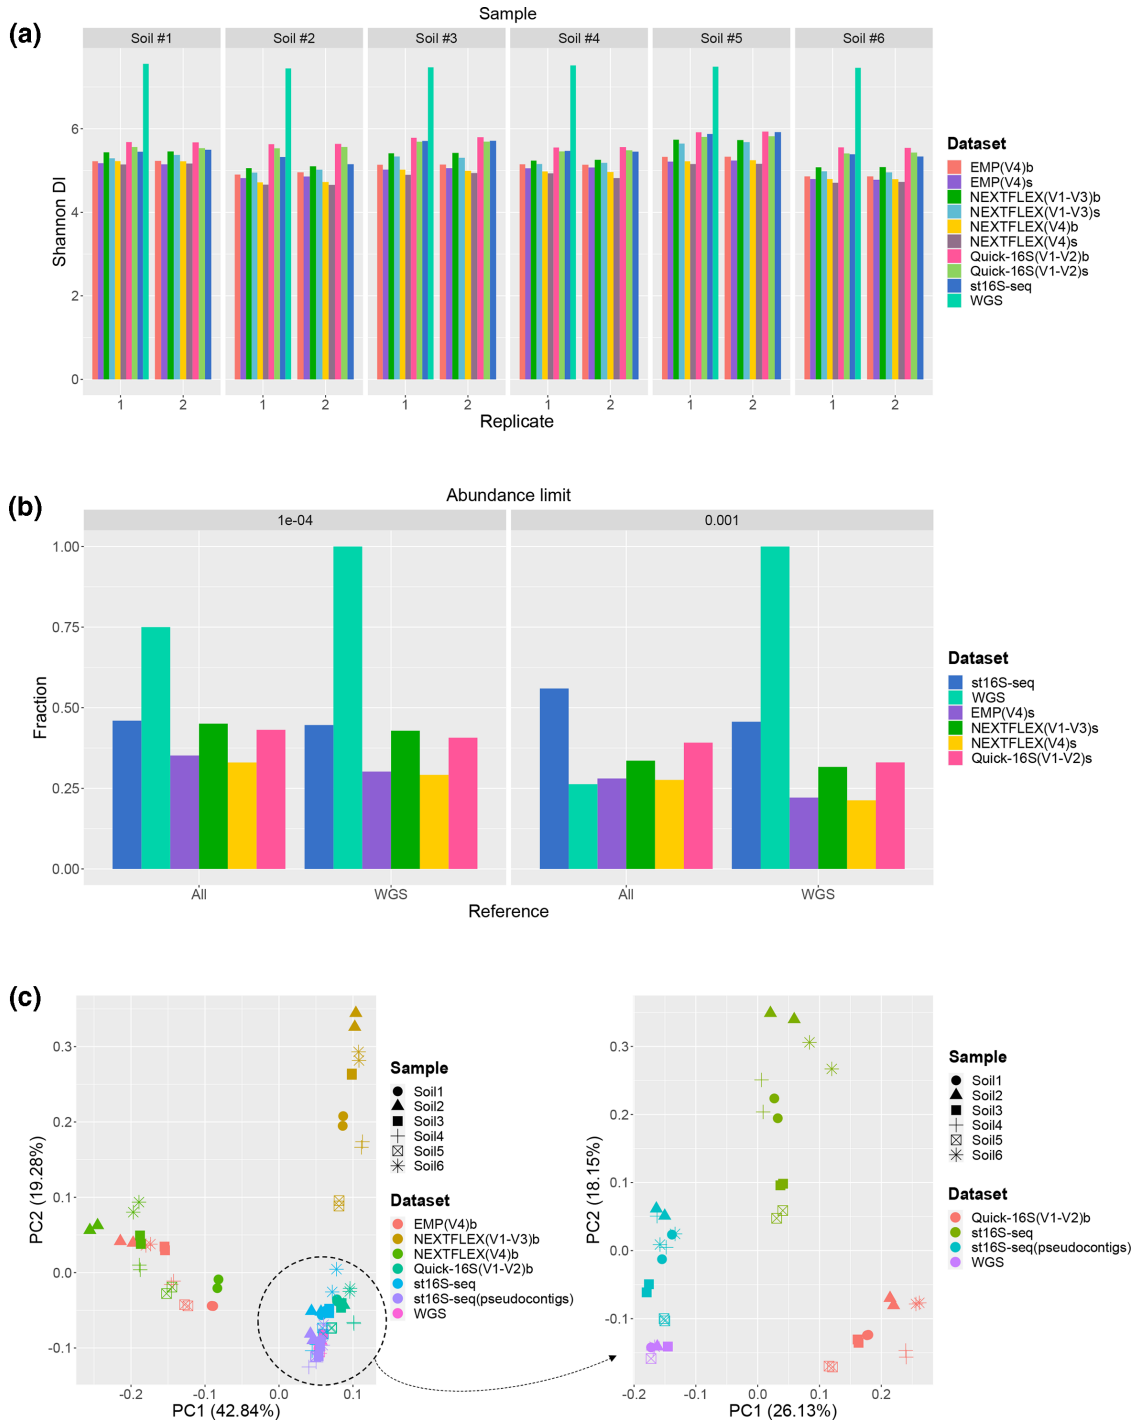 (a)
Sample
Soil #1 Soil #2 Soil #3 Soil #4 Soil #5 Soil #6
6
4
2
0
Shannon DI
1 2 1 2 1 2 1 2 1 2 1 2
Replicate
Dataset
EMP(V4)b
EMP(V4)s
NEXTFLEX(V1-V3)b
NEXTFLEX(V1-V3)s
NEXTFLEX(V4)b
NEXTFLEX(V4)s
Quick-16S(V1-V2)b
Quick-16S(V1-V2)s
st16S-seq
WGS
(b)
Abundance limit
1e-04 0.001
1.00
0.75
0.50
0.25
0.00
Fraction
All WGS All WGS
Reference
Dataset
st16S-seq
WGS
EMP(V4)s
NEXTFLEX(V1-V3)s
NEXTFLEX(V4)s
Quick-16S(V1-V2)s
(c)
0.3
0.2
0.1
0.0
-0.1
PC2 (19.28%)
-0.2 -0.1 0.0 0.1
PC1 (42.84%)
Sample
Soil1
Soil2
Soil3
Soil4
Soil5
Soil6
Dataset
EMP(V4)b
NEXTFLEX(V1-V3)b
NEXTFLEX(V4)b
Quick-16S(V1-V2)b
st16S-seq
st16S-seq(pseudocontigs)
WGS
0.3
0.2
0.1
0.0
-0.1
-0.2
PC2 (18.15%)
-0.2 -0.1 0.0 0.1 0.2
PC1 (26.13%)
Sample
Soil1
Soil2
Soil3
Soil4
Soil5
Soil6
Dataset
Quick-16S(V1-V2)b
st16S-seq
st16S-seq(pseudocontigs)
WGS